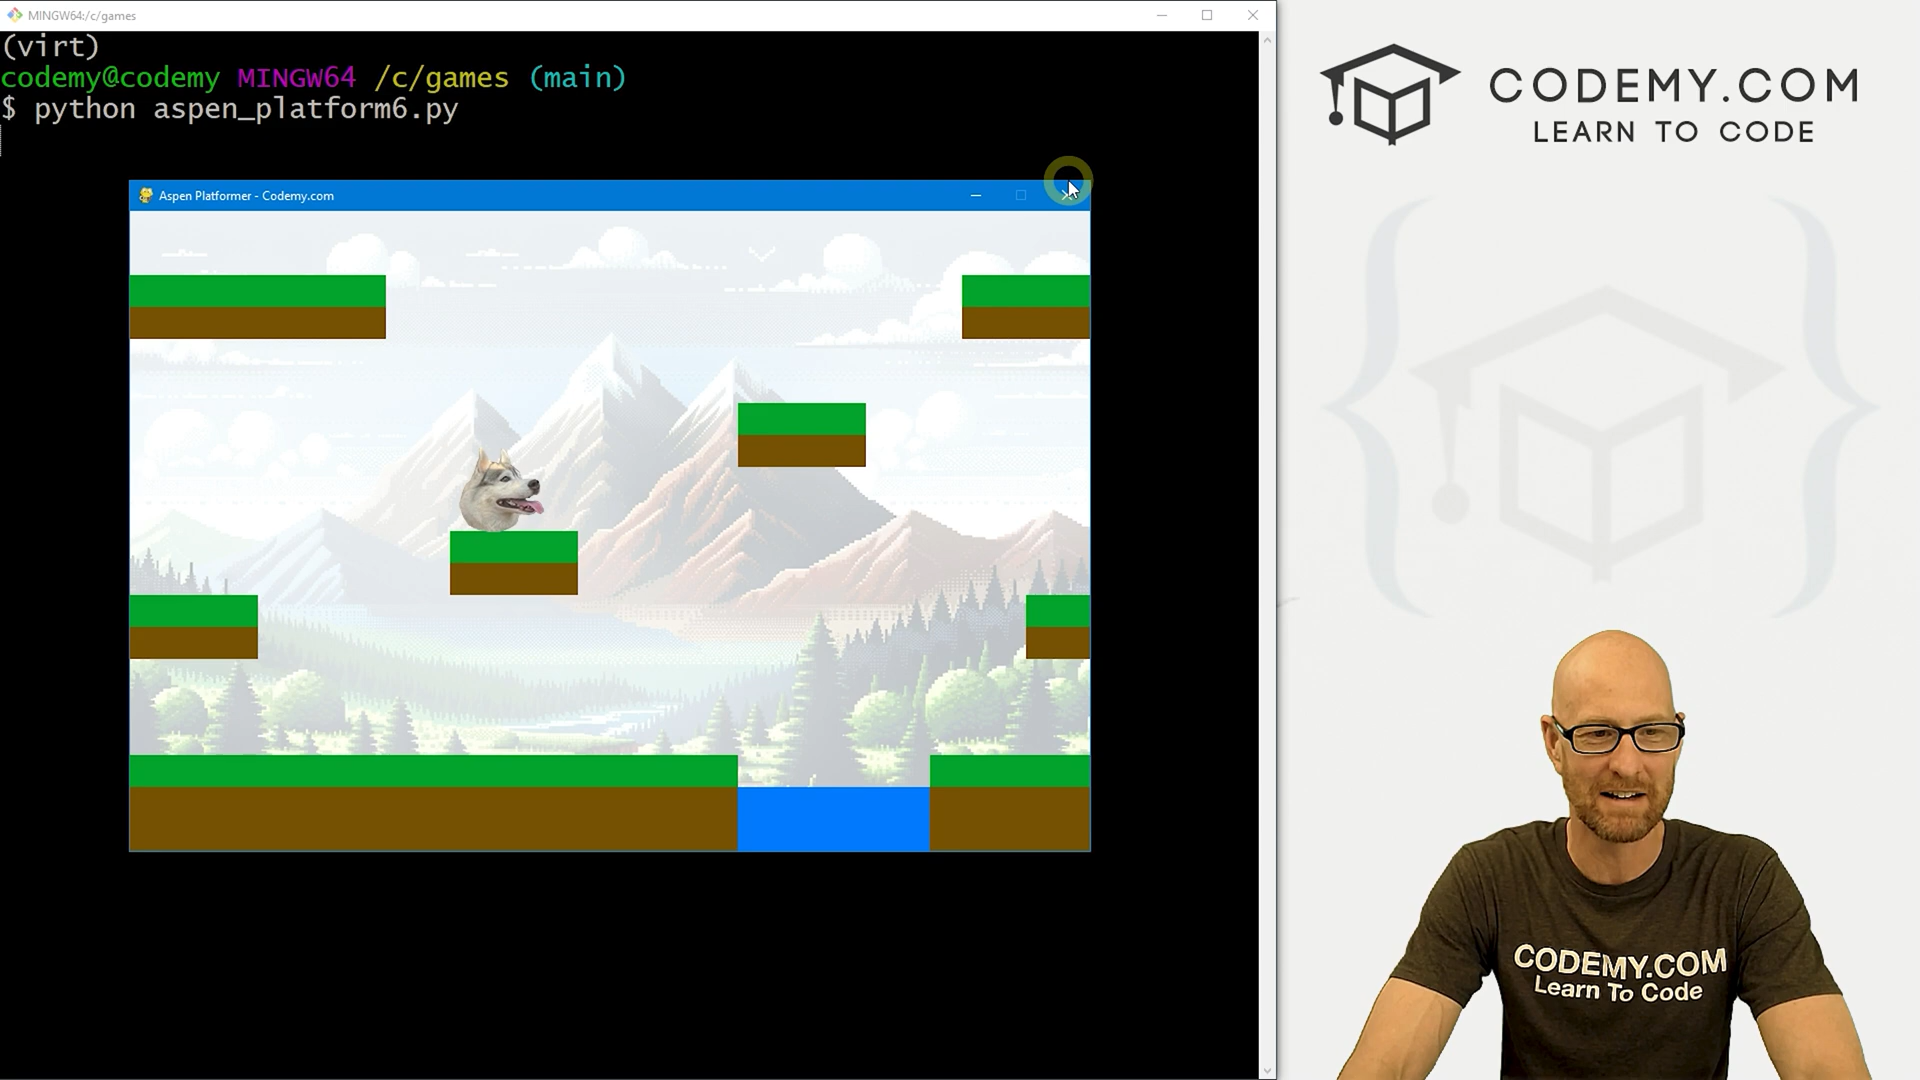 MINGW64:/c/games
(virt)
codemy@codemy MINGW64 /c/games (main)
$ python aspen_platform6.py
Aspen Platformer - Codemy.com
CODEMY.COM
LEARN TO CODE
CODEMY.COM
Learn To Code